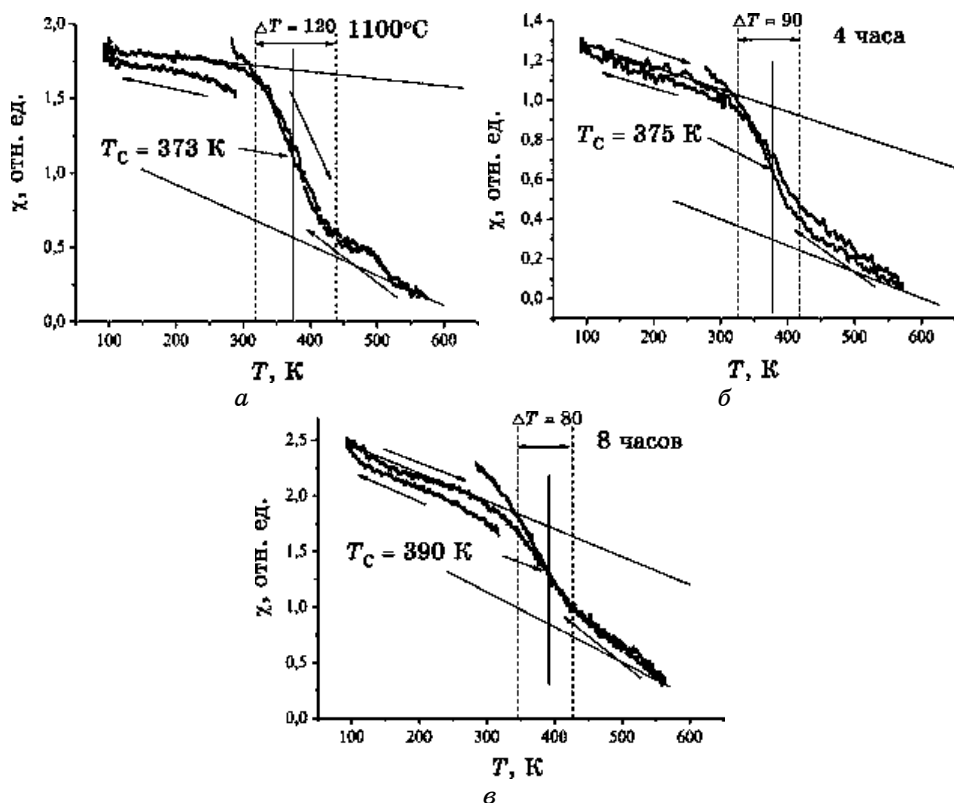 ΔT = 120 1100°C
2,0
1,5
1,0
0,5
0,0
χ, отн. ед.
T_C = 373 К
100 200 300 400 500 600
T, К
а
ΔT = 90 4 часа
1,4
1,2
1,0
0,8
0,6
0,4
0,2
0,0
χ, отн. ед.
T_C = 375 К
100 200 300 400 500 600
T, К
б
ΔT = 80 8 часов
2,5
2,0
1,5
1,0
0,5
0,0
χ, отн. ед.
T_C = 390 К
100 200 300 400 500 600
T, К
в